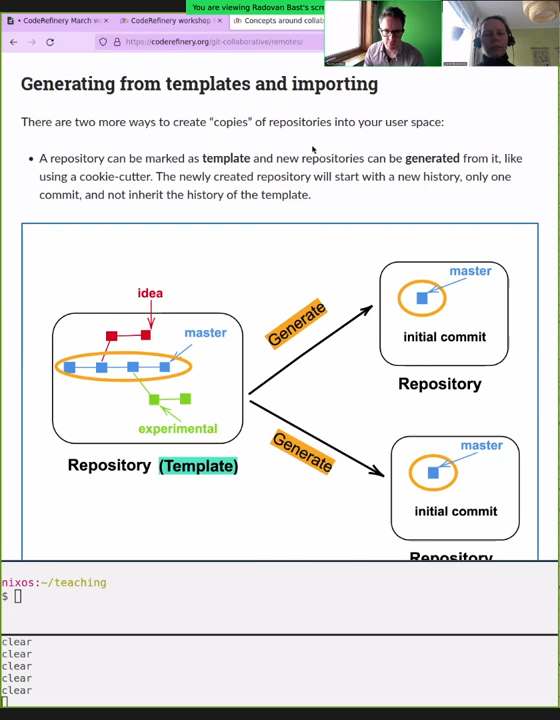 You are viewing Radovan Bast's scr
CodeRefinery March w
CodeRefinery workshop
Concepts around collab
https://coderefinery.org/git-collaborative/remotes/
Generating from templates and importing
There are two more ways to create “copies” of repositories into your user space:
• A repository can be marked as template and new repositories can be generated from it, like
using a cookie-cutter. The newly created repository will start with a new history, only one
commit, and not inherit the history of the template.
idea
master
experimental
Repository (Template)
Generate
Generate
master
initial commit
Repository
master
initial commit
Repository
nixos:~/teaching
$
clear
clear
clear
clear
clear